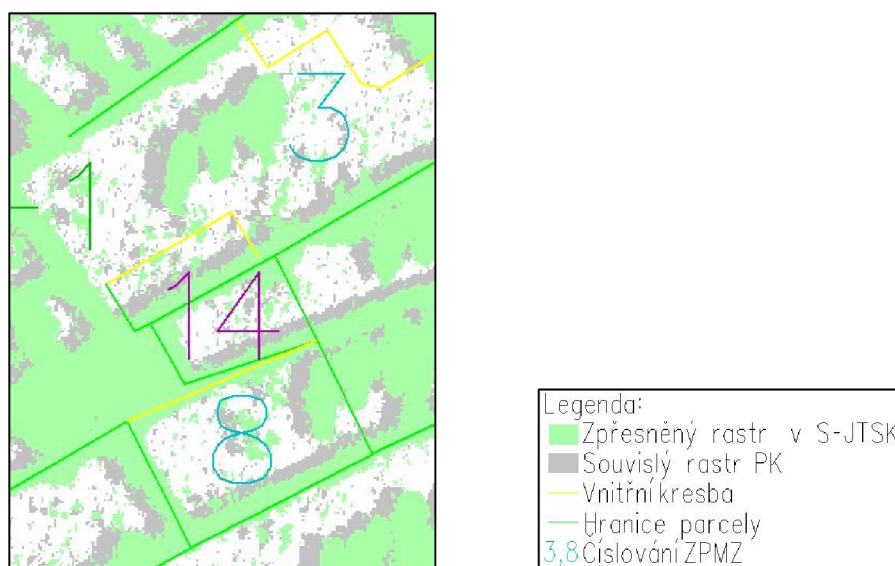 3
1
14
8
Legenda:
Zpřesněný rastr v S-JTSK
Souvislý rastr PK
Vnitřní kresba
Hranice parcely
3,8 Číslování ZPMZ